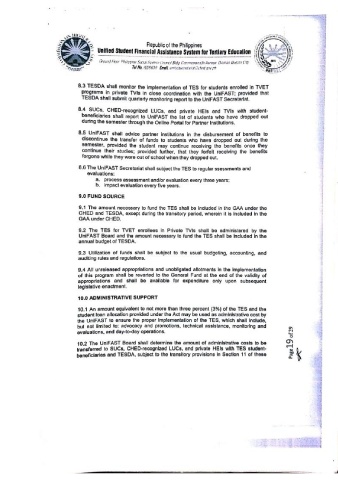 Republic of the Philippines
Unified Student Financial Assistance System for Tertiary Education
8.3 TESDA shall monitor the implementation of TES for students enrolled in TVET
programs in private TVIs in close coordination with the UniFAST; provided that
TESDA shall submit quarterly monitoring report to the UniFAST Secretariat.
8.4 SUCs, CHED-recognized LUCs, and private HEIs and TVIs with student-
beneficiaries shall report to UniFAST the list of students who have dropped out
during the semester through the Online Portal for Partner Institutions.
8.5 UniFAST shall advice partner institutions in the disbursement of benefits to
discontinue the transfer of funds to students who have dropped out during the
semester, provided the student may continue receiving the benefits once they
continue their studies; provided further, that they forfeit receiving the benefits
forgone while they were out of school when they dropped out.
8.6 The UniFAST Secretariat shall subject the TES to regular assessments and
evaluations:
a. process assessment and/or evaluation every three years;
b. impact evaluation every five years.
9.0 FUND SOURCE
9.1 The amount necessary to fund the TES shall be included in the GAA under the
CHED and TESDA, except during the transitory period, wherein it is included in the
GAA under CHED.
9.2 The TES for TVET enrollees in Private TVIs shall be administered by the
UniFAST Board and the amount necessary to fund the TES shall be included in the
annual budget of TESDA.
9.3 Utilization of funds shall be subject to the usual budgeting, accounting, and
auditing rules and regulations.
9.4 All unreleased appropriations and unobligated allotments in the implementation
of this program shall be reverted to the General Fund at the end of the validity of
appropriations and shall be available for expenditure only upon subsequent
legislative enactment.
10.0 ADMINISTRATIVE SUPPORT
10.1 An amount equivalent to not more than three percent (3%) of the TES and the
student loan allocation provided under the Act may be used as administrative cost by
the UniFAST to ensure the proper implementation of the TES, which shall include,
but not limited to: advocacy and promotions, technical assistance, monitoring and
evaluations, and day-to-day operations.
10.2 The UniFAST Board shall determine the amount of administrative costs to be
transferred to SUCs, CHED-recognized LUCs, and private HEIs with TES student-
beneficiaries and TESDA, subject to the transitory provisions in Section 11 of these
Page 19 of 29